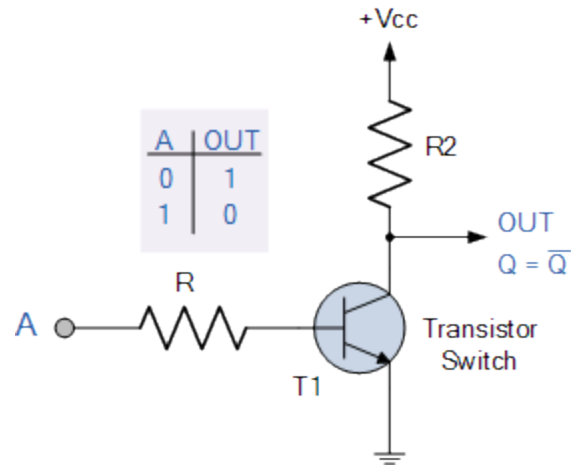 +Vcc
A OUT
0 1
1 0
R2
OUT
Q = Q̅
R
A
T1
Transistor
Switch